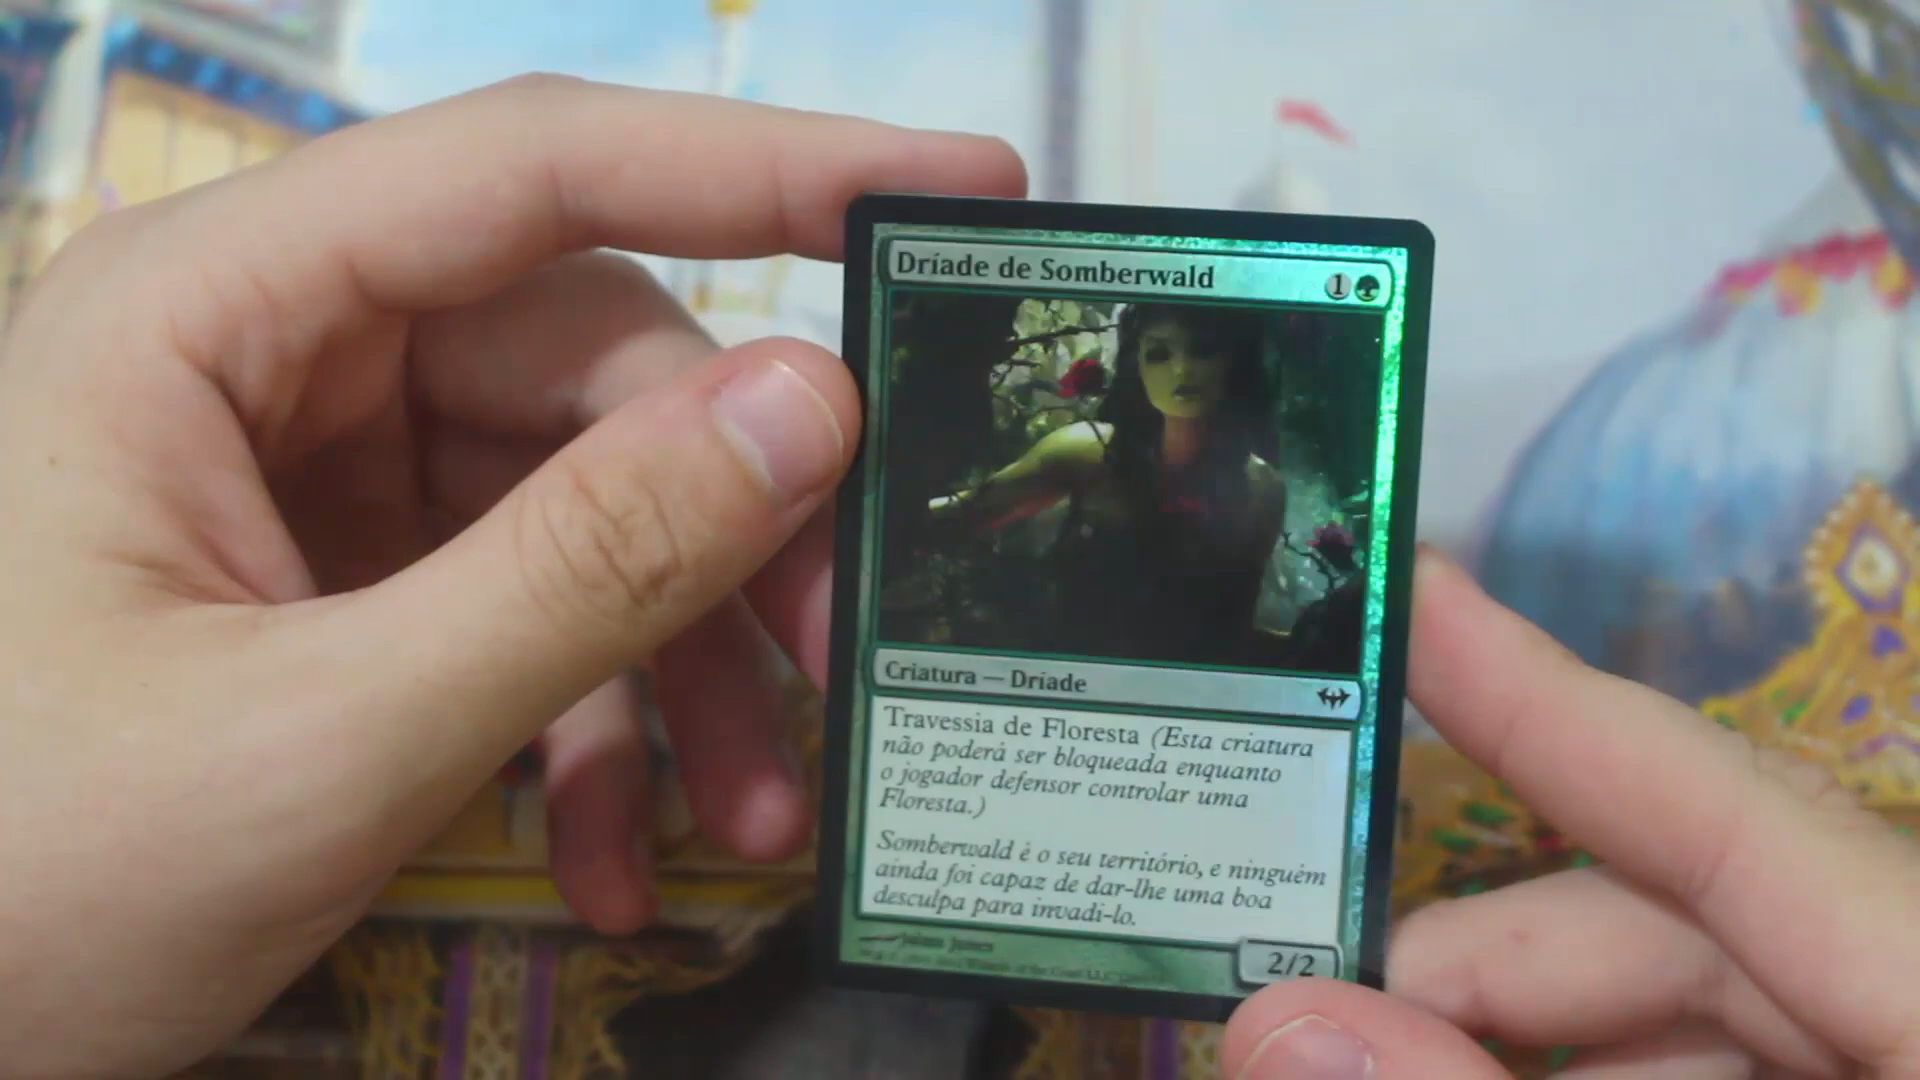 Dríade de Somberwald 1
Criatura — Dríade
Travessia de Floresta (Esta criatura
não poderá ser bloqueada enquanto
o jogador defensor controlar uma
Floresta.)
Somberwald é o seu território, e ninguém
ainda foi capaz de dar-lhe uma boa
desculpa para invadi-lo.
2/2